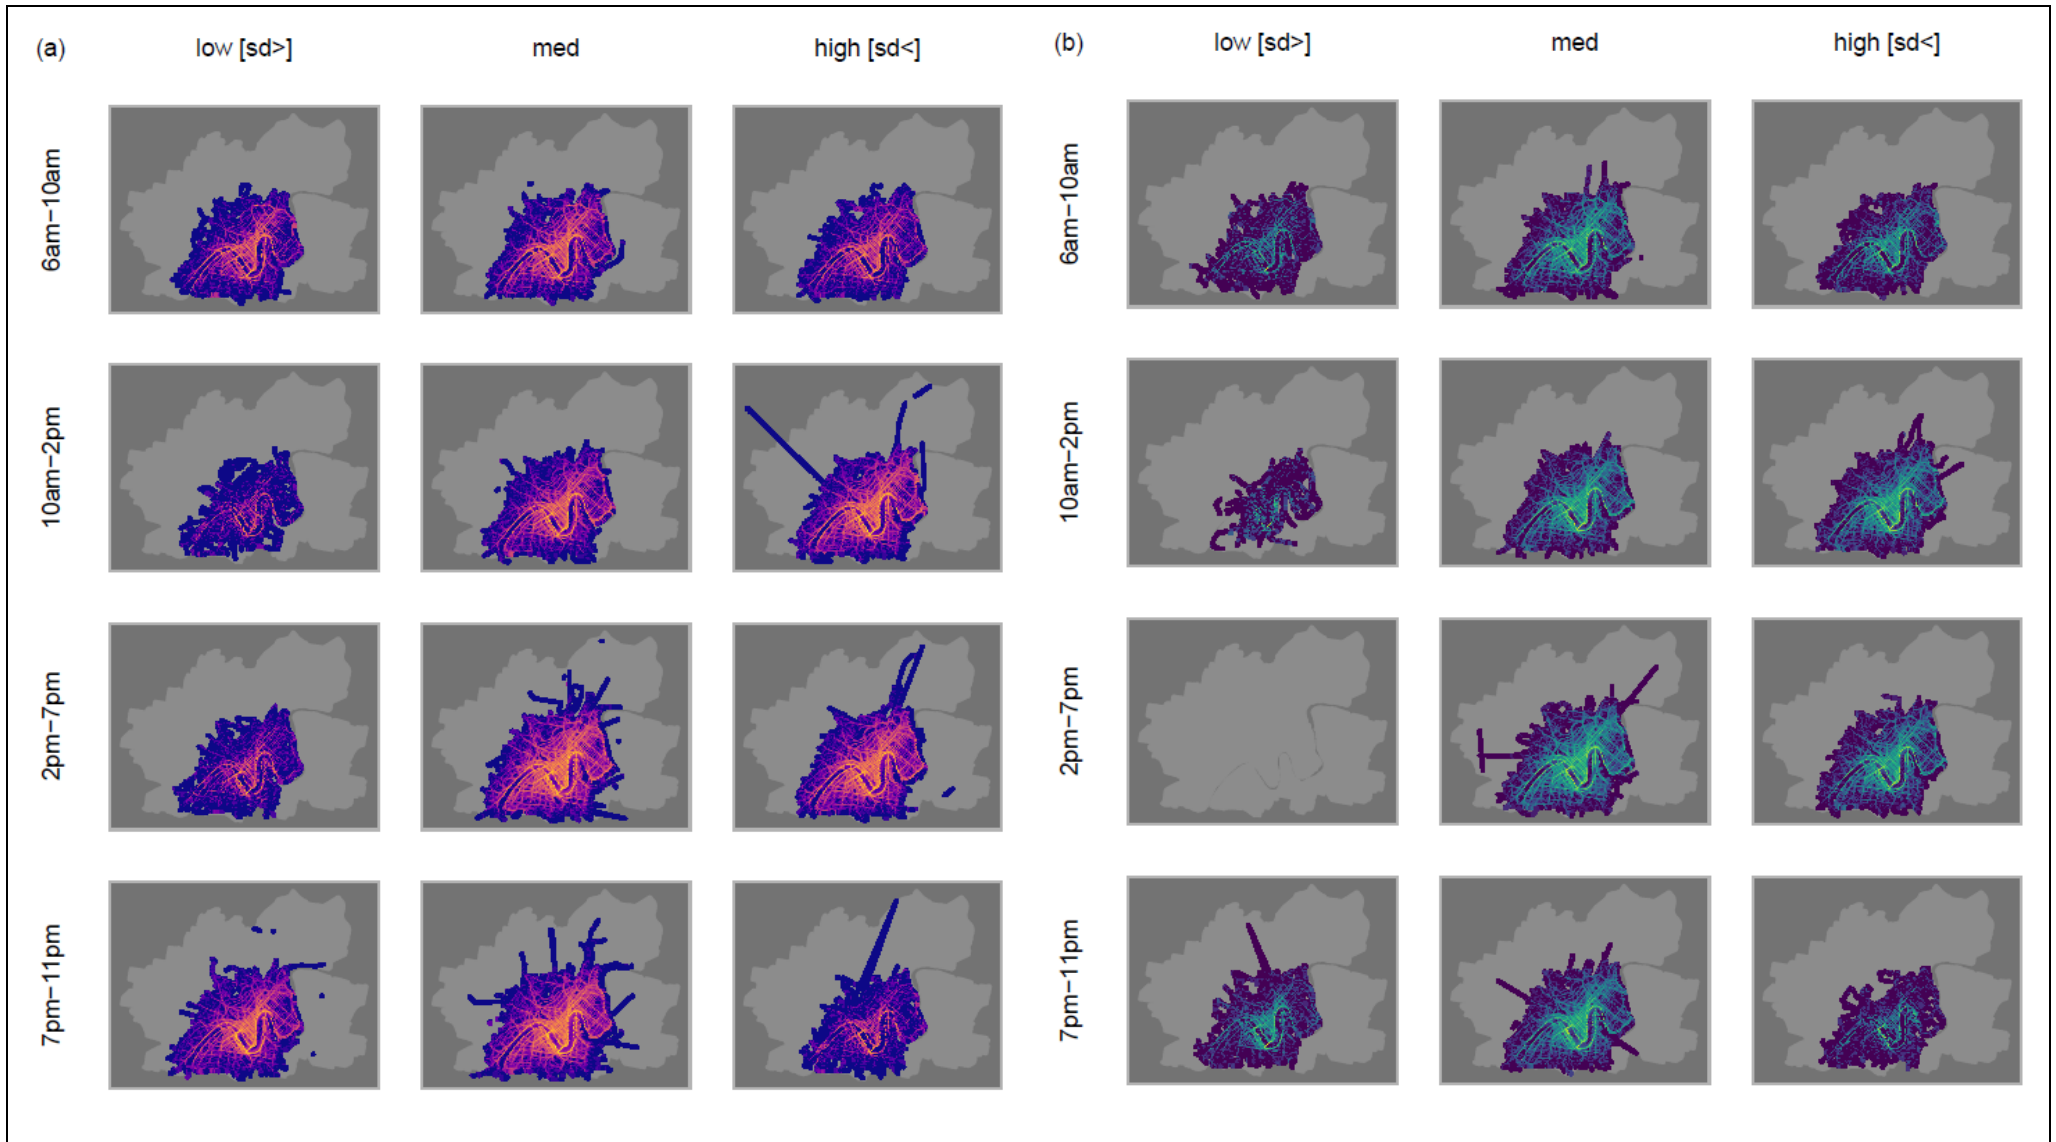 (a) low [sd>] med high [sd<]
(b) low [sd>] med high [sd<]
6am−10am
10am−2pm
2pm−7pm
7pm−11pm
6am−10am
10am−2pm
2pm−7pm
7pm−11pm